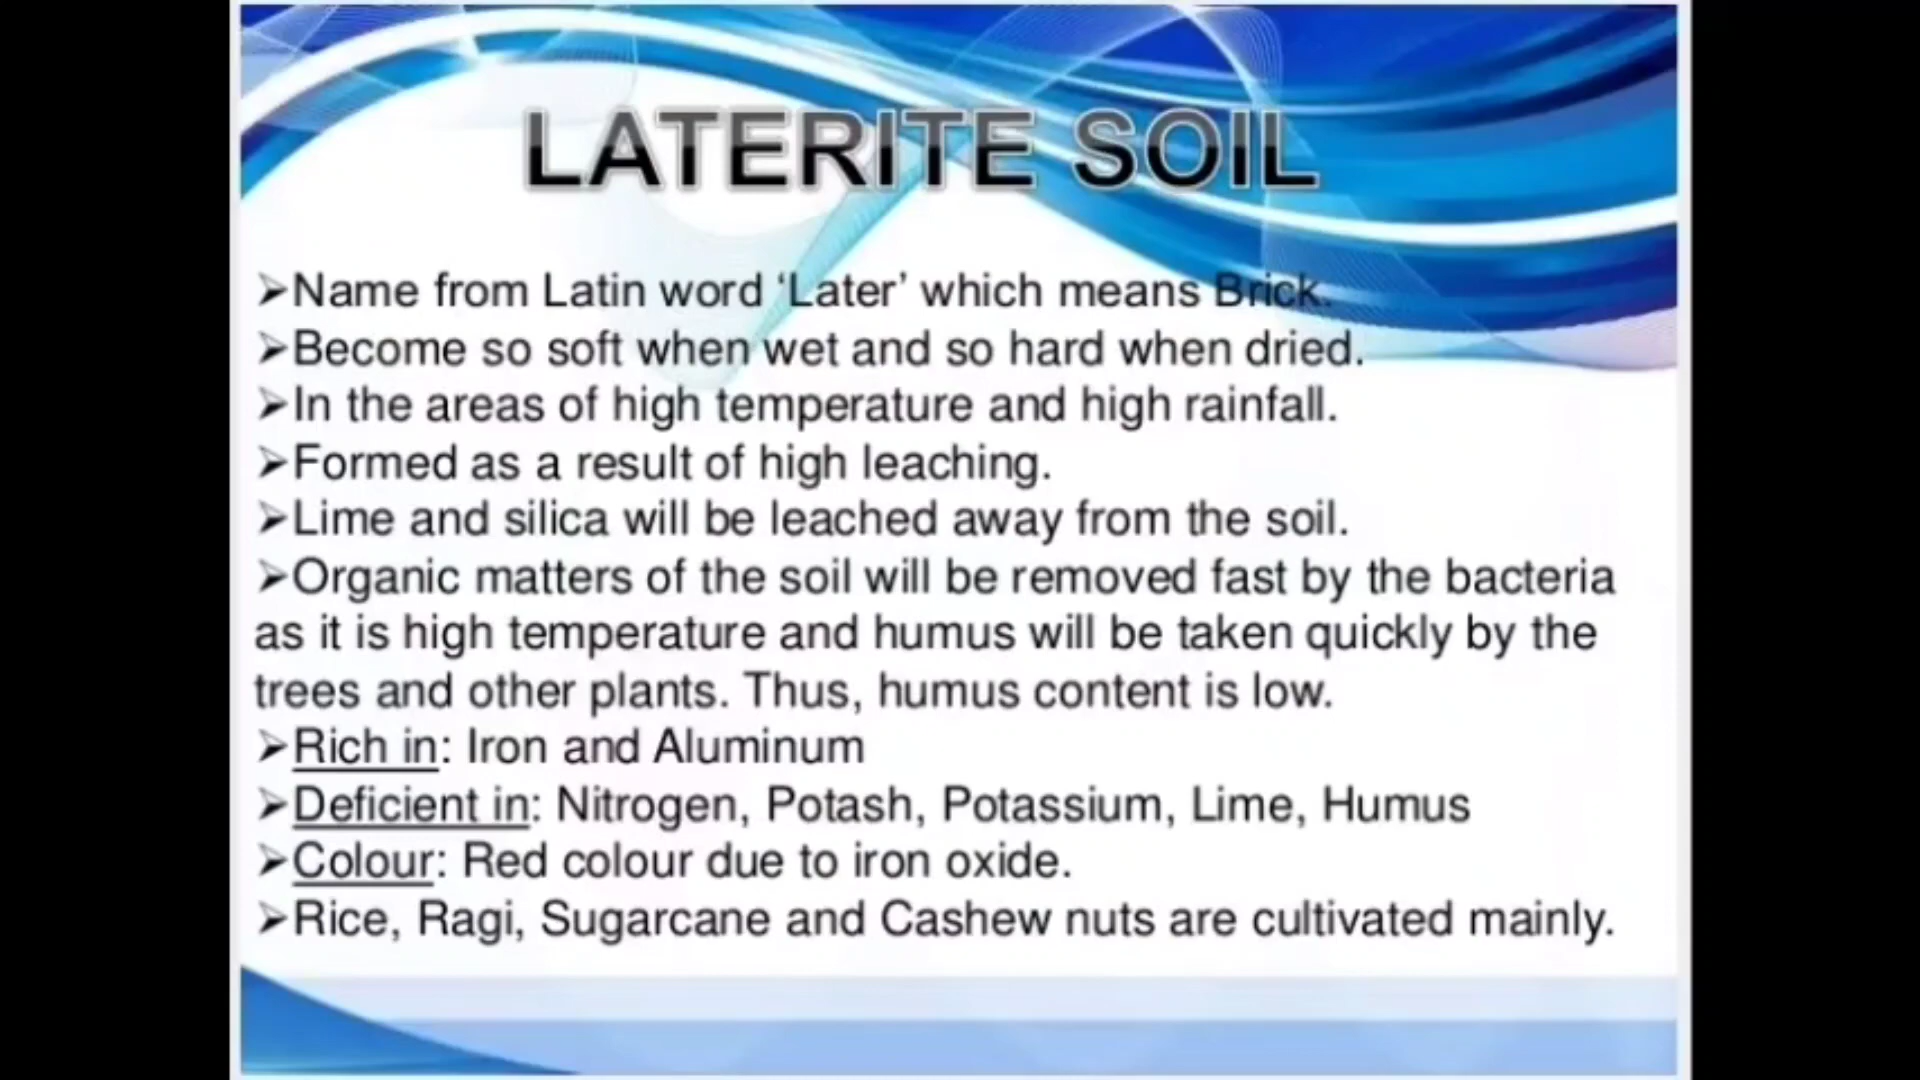 LATERITE SOIL
➢Name from Latin word ‘Later’ which means Brick.
➢Become so soft when wet and so hard when dried.
➢In the areas of high temperature and high rainfall.
➢Formed as a result of high leaching.
➢Lime and silica will be leached away from the soil.
➢Organic matters of the soil will be removed fast by the bacteria
as it is high temperature and humus will be taken quickly by the
trees and other plants. Thus, humus content is low.
➢Rich in: Iron and Aluminum
➢Deficient in: Nitrogen, Potash, Potassium, Lime, Humus
➢Colour: Red colour due to iron oxide.
➢Rice, Ragi, Sugarcane and Cashew nuts are cultivated mainly.